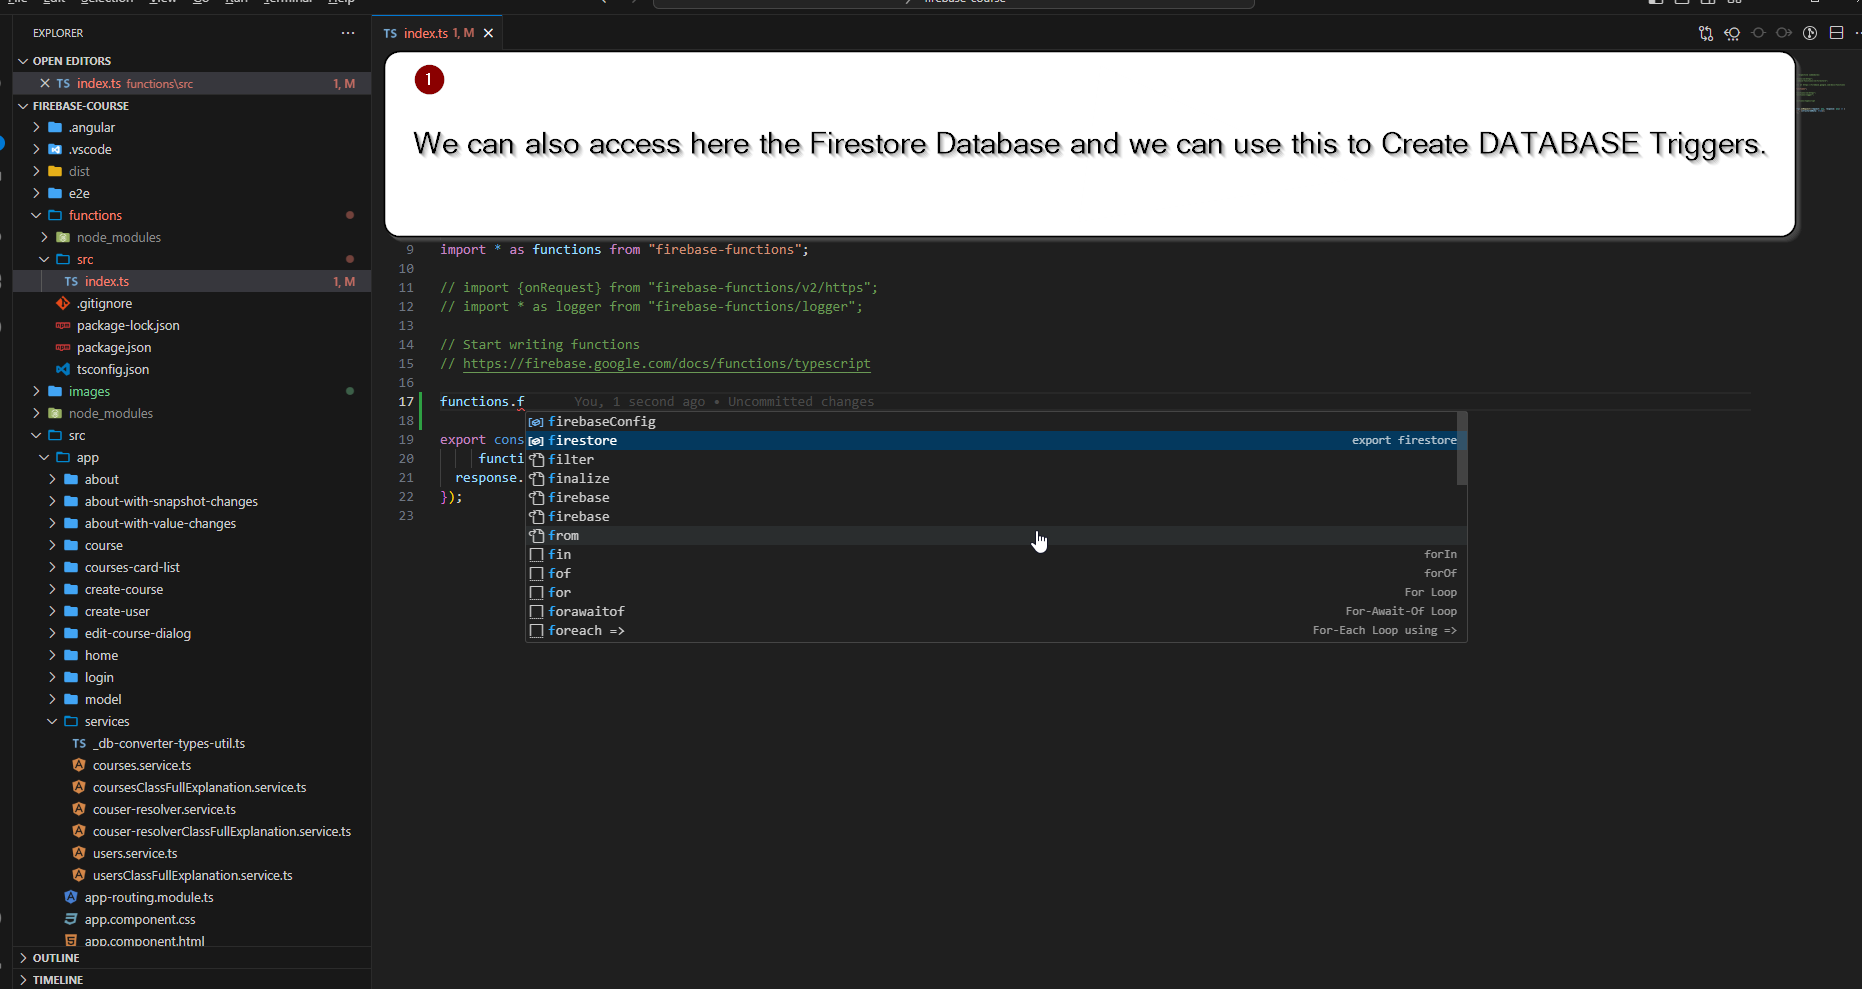 EXPLORER
OPEN EDITORS
TS index.ts functions\src 1, M
FIREBASE-COURSE
.angular
.vscode
dist
e2e
functions
node_modules
src
TS index.ts 1, M
.gitignore
package-lock.json
package.json
tsconfig.json
images
node_modules
src
app
about
about-with-snapshot-changes
about-with-value-changes
course
courses-card-list
create-course
create-user
edit-course-dialog
home
login
model
services
TS _db-converter-types-util.ts
courses.service.ts
coursesClassFullExplanation.service.ts
couser-resolver.service.ts
couser-resolverClassFullExplanation.service.ts
users.service.ts
usersClassFullExplanation.service.ts
app-routing.module.ts
app.component.css
app.component.html
OUTLINE
TIMELINE
TS index.ts 1, M
1
We can also access here the Firestore Database and we can use this to Create DATABASE Triggers.
9 import * as functions from "firebase-functions";
10
11 // import {onRequest} from "firebase-functions/v2/https";
12 // import * as logger from "firebase-functions/logger";
13
14 // Start writing functions
15 // https://firebase.google.com/docs/functions/typescript
16
17 functions.f You, 1 second ago • Uncommitted changes
18
19 export cons
20 functi
21 response.
22 });
23
firebaseConfig
firestore export firestore
filter
finalize
firebase
firebase
from
fin forIn
fof forOf
for For Loop
forawaitof For-Await-Of Loop
foreach => For-Each Loop using =>